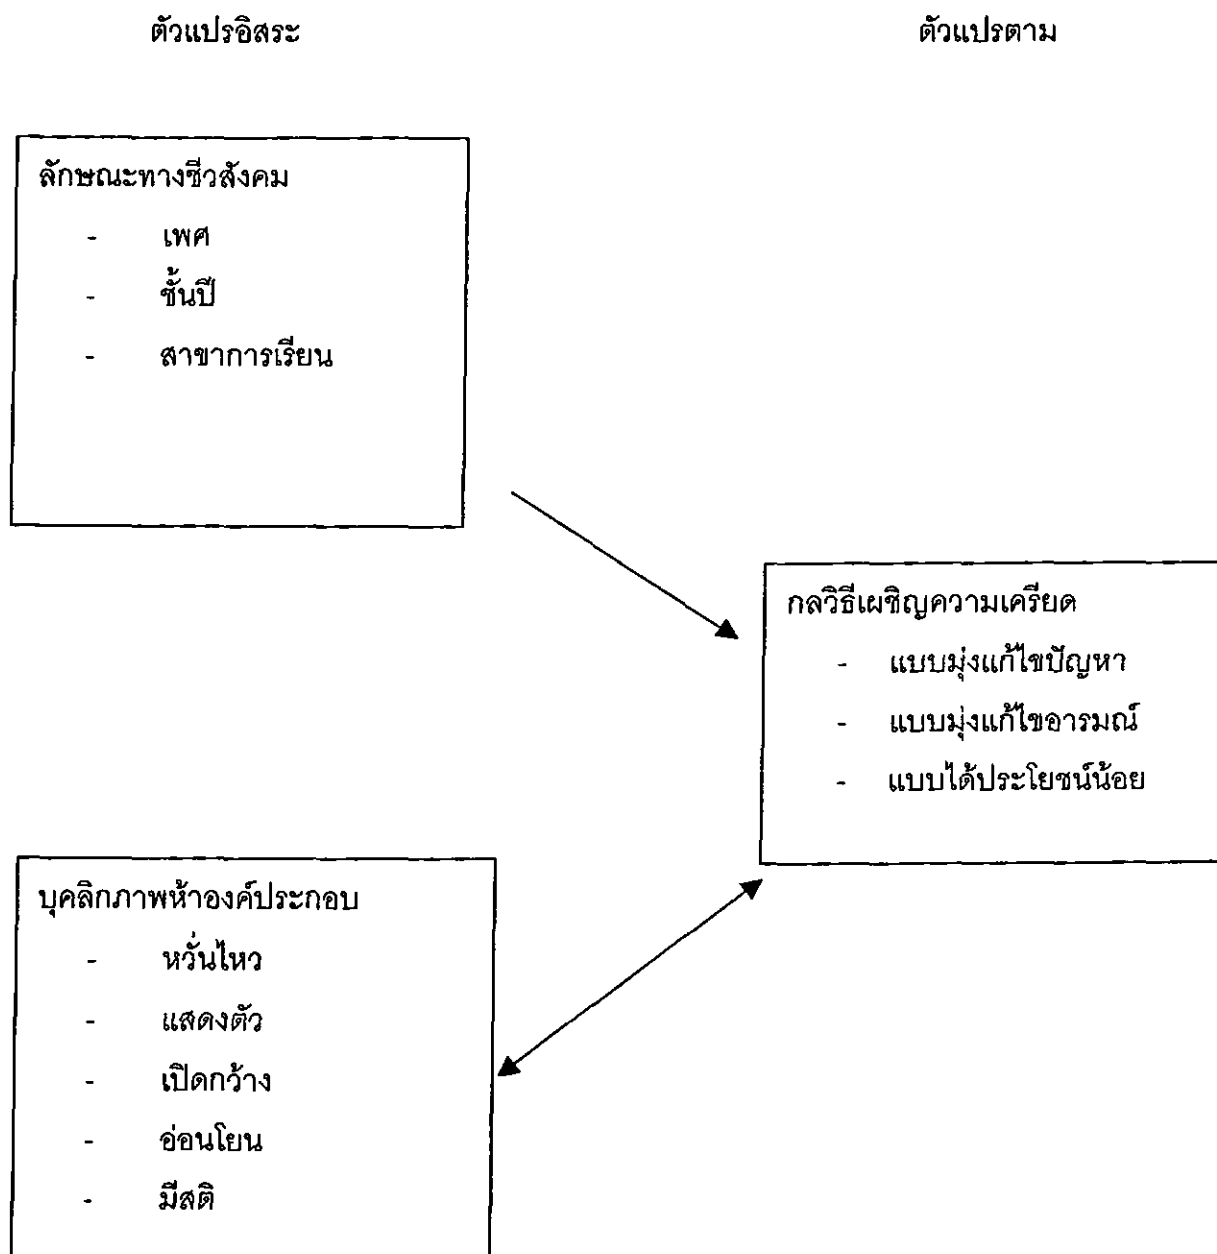 ตัวแปรอิสระ
ตัวแปรตาม
ลักษณะทางชีวสังคม
- เพศ
- ชั้นปี
- สาขาการเรียน
กลวิธีเผชิญความเครียด
- แบบมุ่งแก้ไขปัญหา
- แบบมุ่งแก้ไขอารมณ์
- แบบได้ประโยชน์น้อย
บุคลิกภาพห้าองค์ประกอบ
- หวั่นไหว
- แสดงตัว
- เปิดกว้าง
- อ่อนโยน
- มีสติ